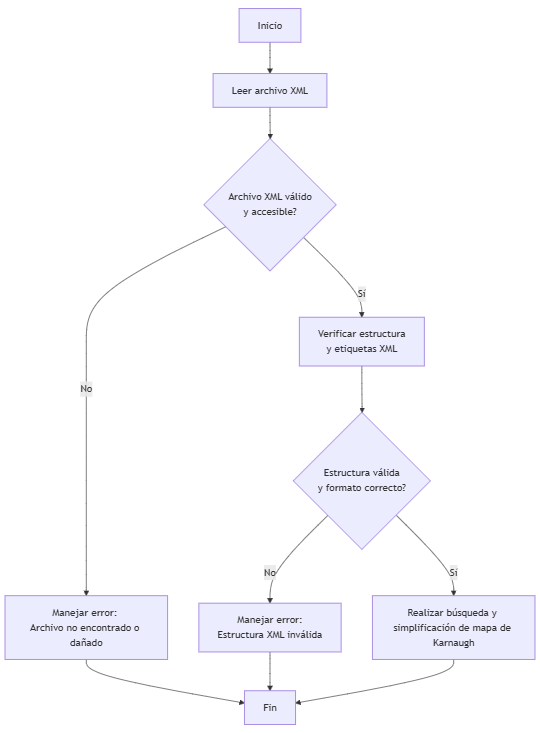 Inicio
Leer archivo XML
Archivo XML válido
y accesible?
Sí
Verificar estructura
y etiquetas XML
No
Estructura válida
y formato correcto?
No
Sí
Manejar error:
Archivo no encontrado o
dañado
Manejar error:
Estructura XML inválida
Realizar búsqueda y
simplificación de mapa de
Karnaugh
Fin